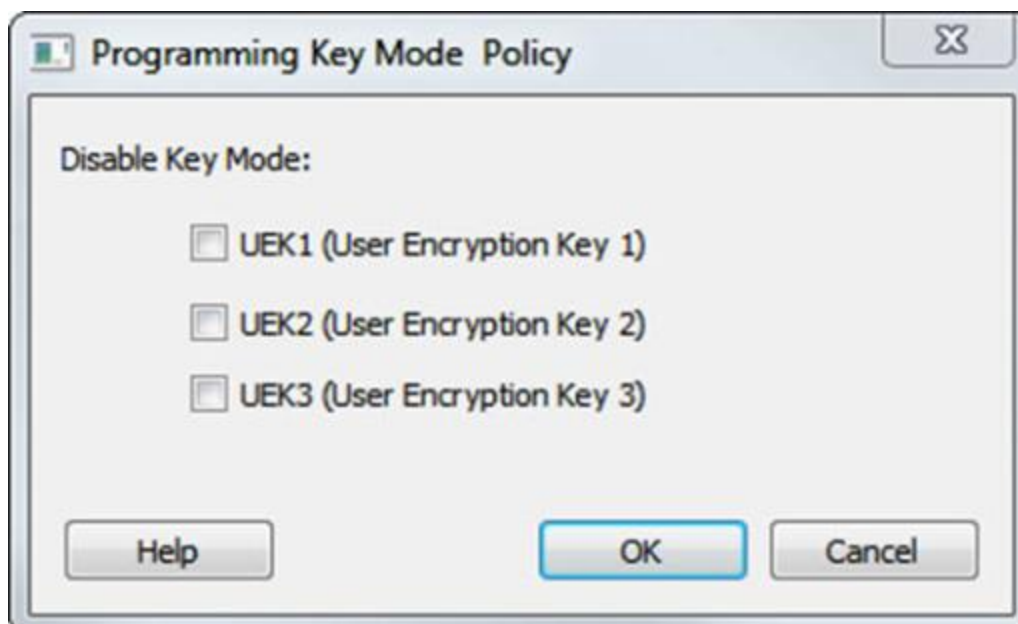 Programming Key Mode Policy
Disable Key Mode:
UEK1 (User Encryption Key 1)
UEK2 (User Encryption Key 2)
UEK3 (User Encryption Key 3)
Help OK Cancel